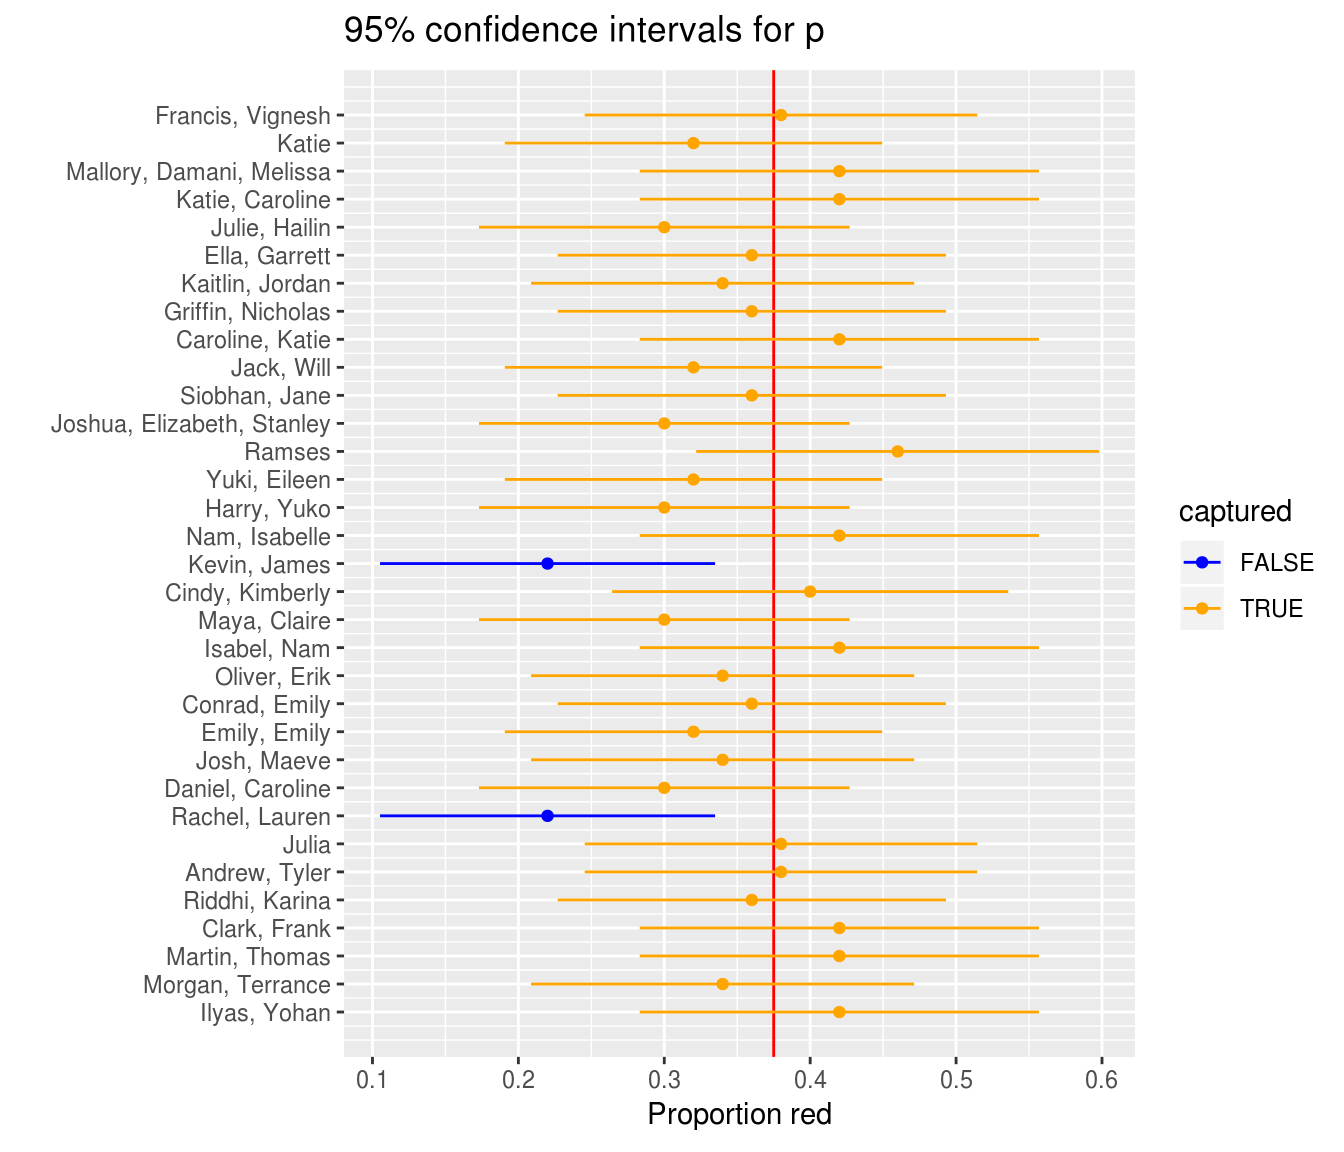 95% confidence intervals for p
Francis, Vignesh
Katie
Mallory, Damani, Melissa
Katie, Caroline
Julie, Hailin
Ella, Garrett
Kaitlin, Jordan
Griffin, Nicholas
Caroline, Katie
Jack, Will
Siobhan, Jane
Joshua, Elizabeth, Stanley
Ramses
Yuki, Eileen
Harry, Yuko
Nam, Isabelle
Kevin, James
Cindy, Kimberly
Maya, Claire
Isabel, Nam
Oliver, Erik
Conrad, Emily
Emily, Emily
Josh, Maeve
Daniel, Caroline
Rachel, Lauren
Julia
Andrew, Tyler
Riddhi, Karina
Clark, Frank
Martin, Thomas
Morgan, Terrance
Ilyas, Yohan
0.1 0.2 0.3 0.4 0.5 0.6
Proportion red
captured
FALSE
TRUE